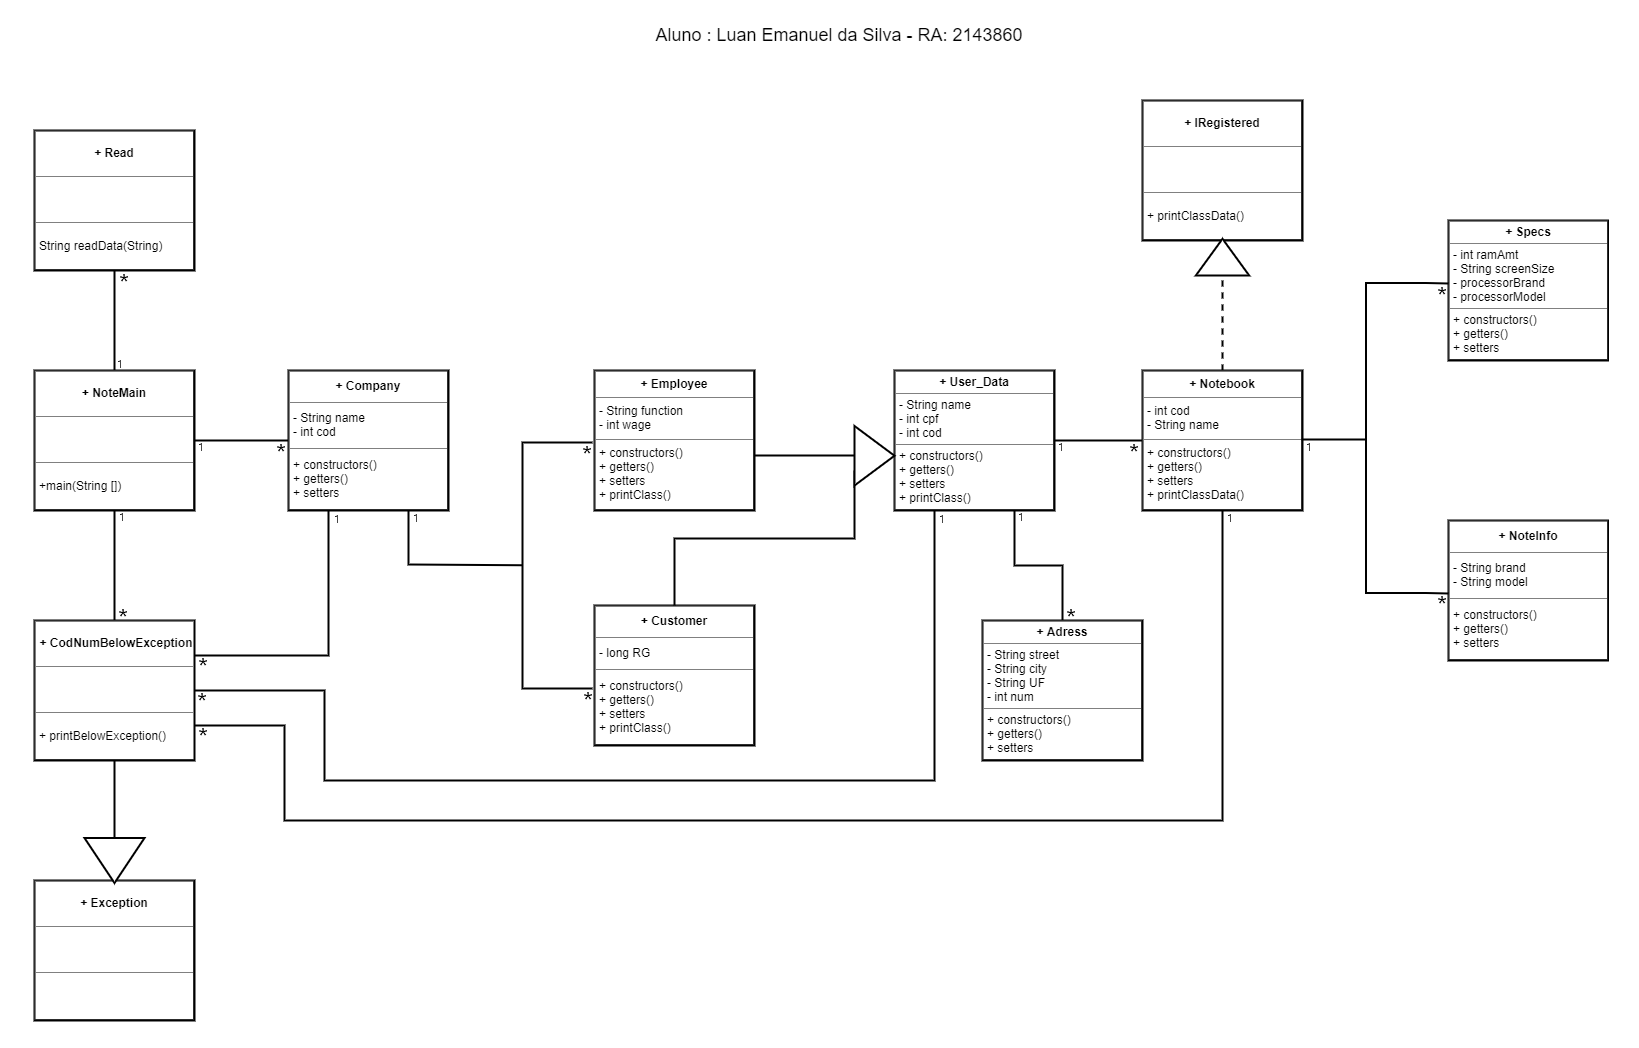 Aluno : Luan Emanuel da Silva - RA: 2143860
+ Read
String readData(String)
*
1
+ NoteMain
+main(String [])
1
*
1
*
+ Company
- String name
- int cod
+ constructors()
+ getters()
+ setters
1
1
+ Employee
- String function
- int wage
+ constructors()
+ getters()
+ setters
+ printClass()
*
+ Customer
- long RG
+ constructors()
+ getters()
+ setters
+ printClass()
*
+ User_Data
- String name
- int cpf
- int cod
+ constructors()
+ getters()
+ setters
+ printClass()
1
*
1
1
*
+ Adress
- String street
- String city
- String UF
- int num
+ constructors()
+ getters()
+ setters
+ IRegistered
+ printClassData()
+ Notebook
- int cod
- String name
+ constructors()
+ getters()
+ setters
+ printClassData()
1
1
+ Specs
- int ramAmt
- String screenSize
- processorBrand
- processorModel
+ constructors()
+ getters()
+ setters
*
+ NoteInfo
- String brand
- String model
+ constructors()
+ getters()
+ setters
*
+ CodNumBelowException
+ printBelowException()
*
*
*
+ Exception